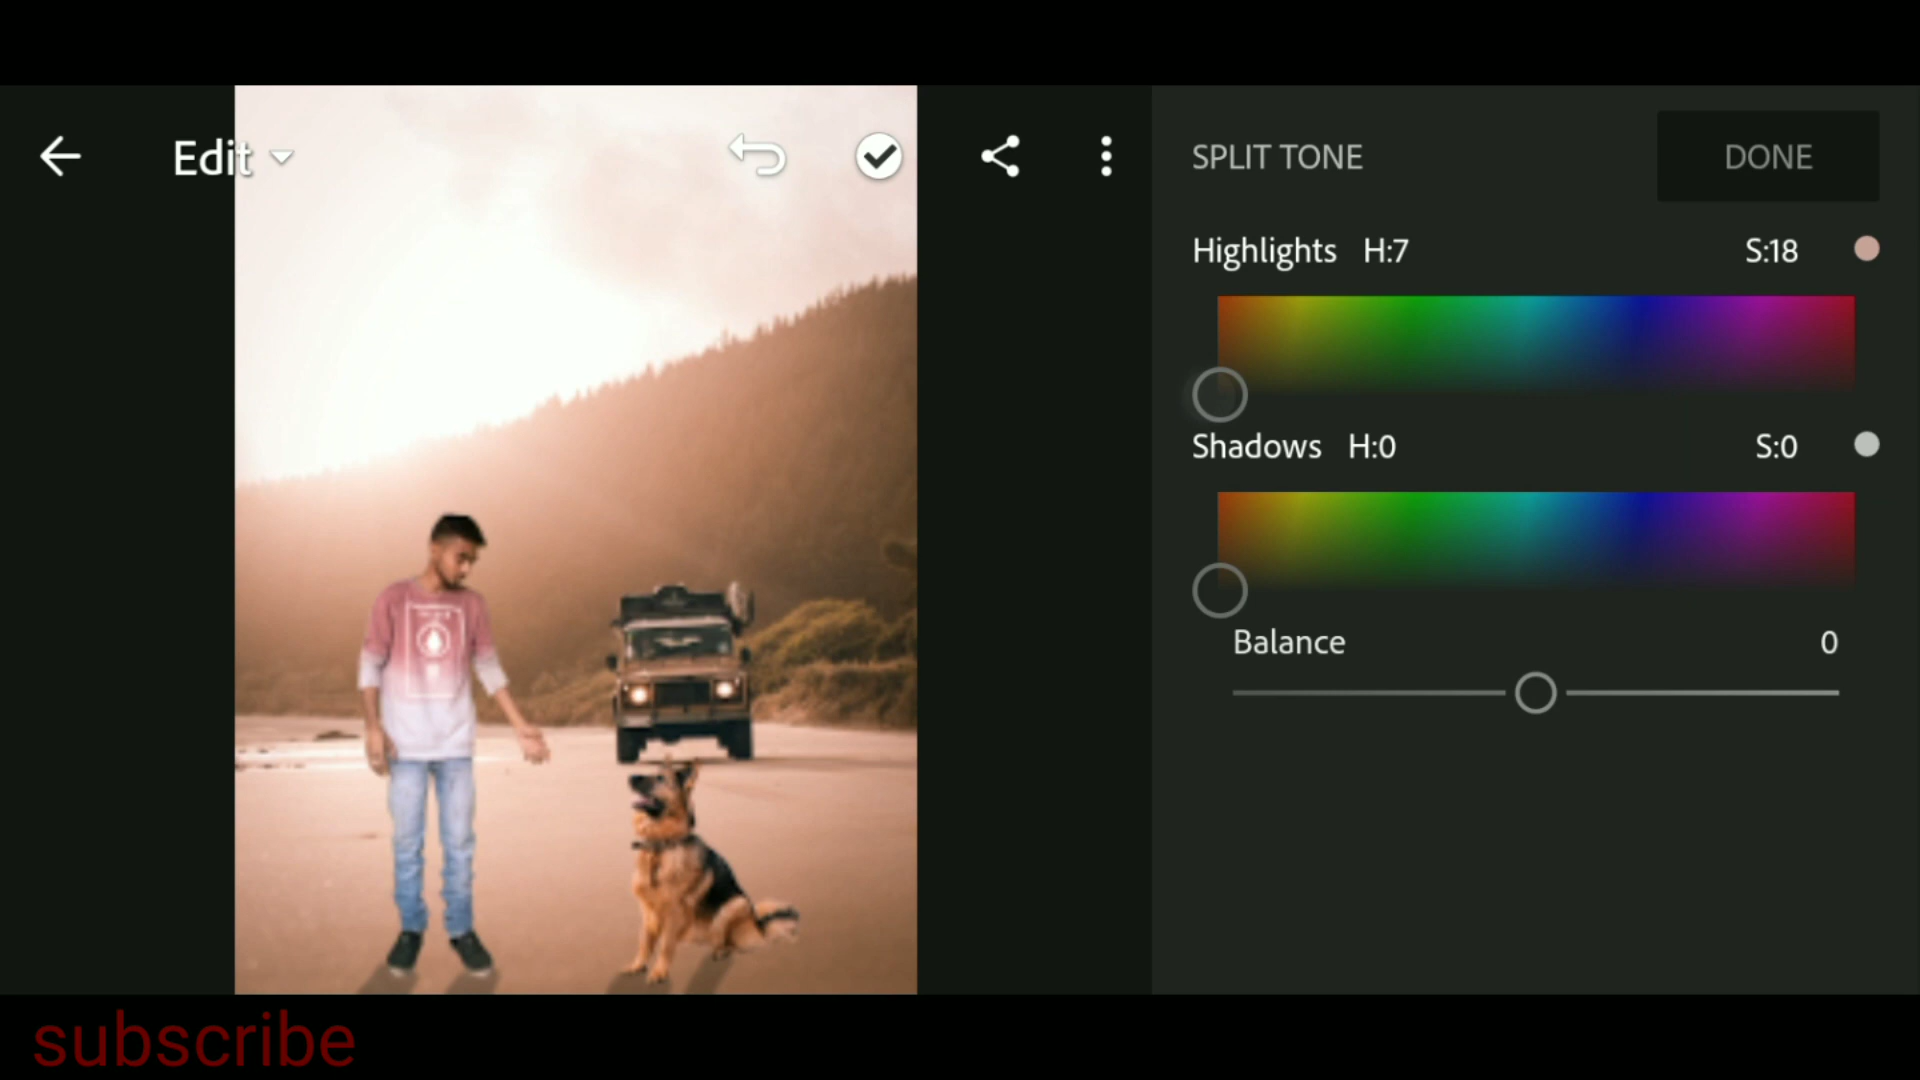 Edit
SPLIT TONE
DONE
Highlights H:7 S:18
Shadows H:0 S:0
Balance 0
subscribe